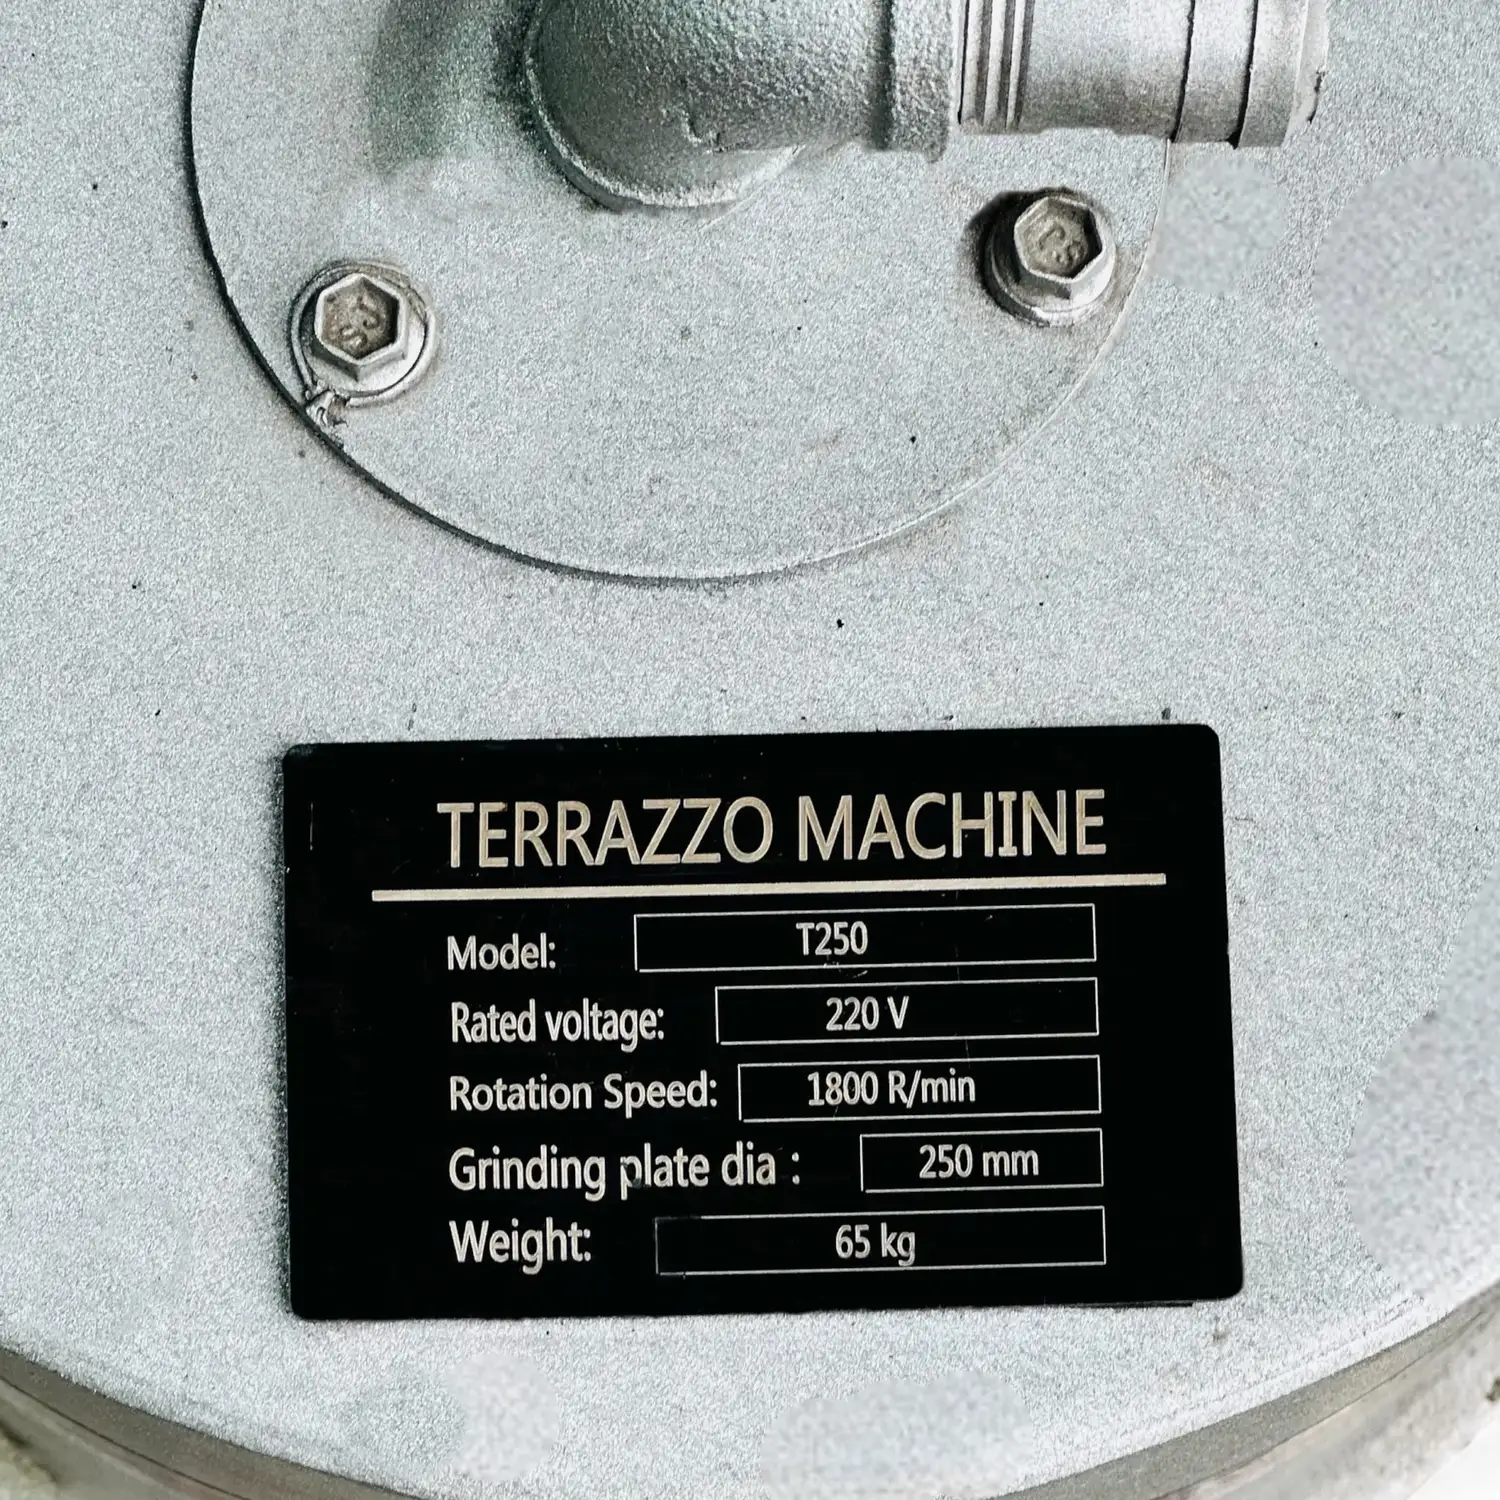 TERRAZZO MACHINE
Model: T250
Rated voltage: 220 V
Rotation Speed: 1800 R/min
Grinding plate dia : 250 mm
Weight: 65 kg